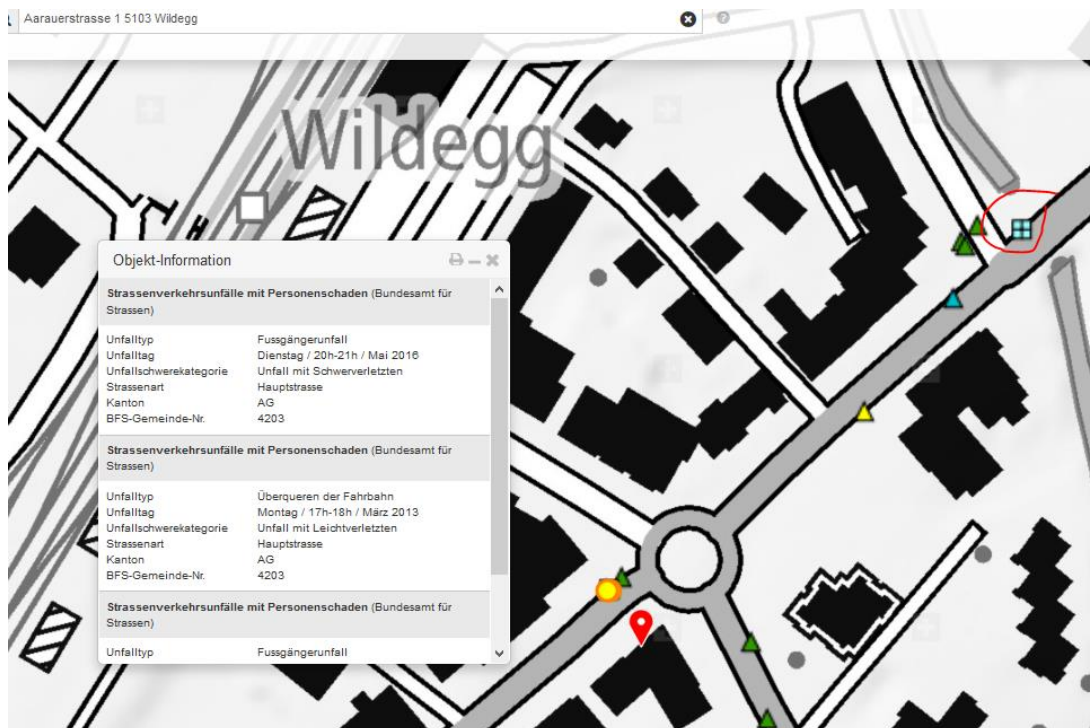 Aarauerstrasse 1 5103 Wildegg
Wildegg
Objekt-Information
Strassenverkehrsunfälle mit Personenschaden (Bundesamt für
Strassen)
Unfalltyp Fussgängerunfall
Unfalltag Dienstag / 20h-21h / Mai 2016
Unfallschwerekategorie Unfall mit Schwerverletzten
Strassenart Hauptstrasse
Kanton AG
BFS-Gemeinde-Nr. 4203
Strassenverkehrsunfälle mit Personenschaden (Bundesamt für
Strassen)
Unfalltyp Überqueren der Fahrbahn
Unfalltag Montag / 17h-18h / März 2013
Unfallschwerekategorie Unfall mit Leichtverletzten
Strassenart Hauptstrasse
Kanton AG
BFS-Gemeinde-Nr. 4203
Strassenverkehrsunfälle mit Personenschaden (Bundesamt für
Strassen)
Unfalltyp Fussgängerunfall